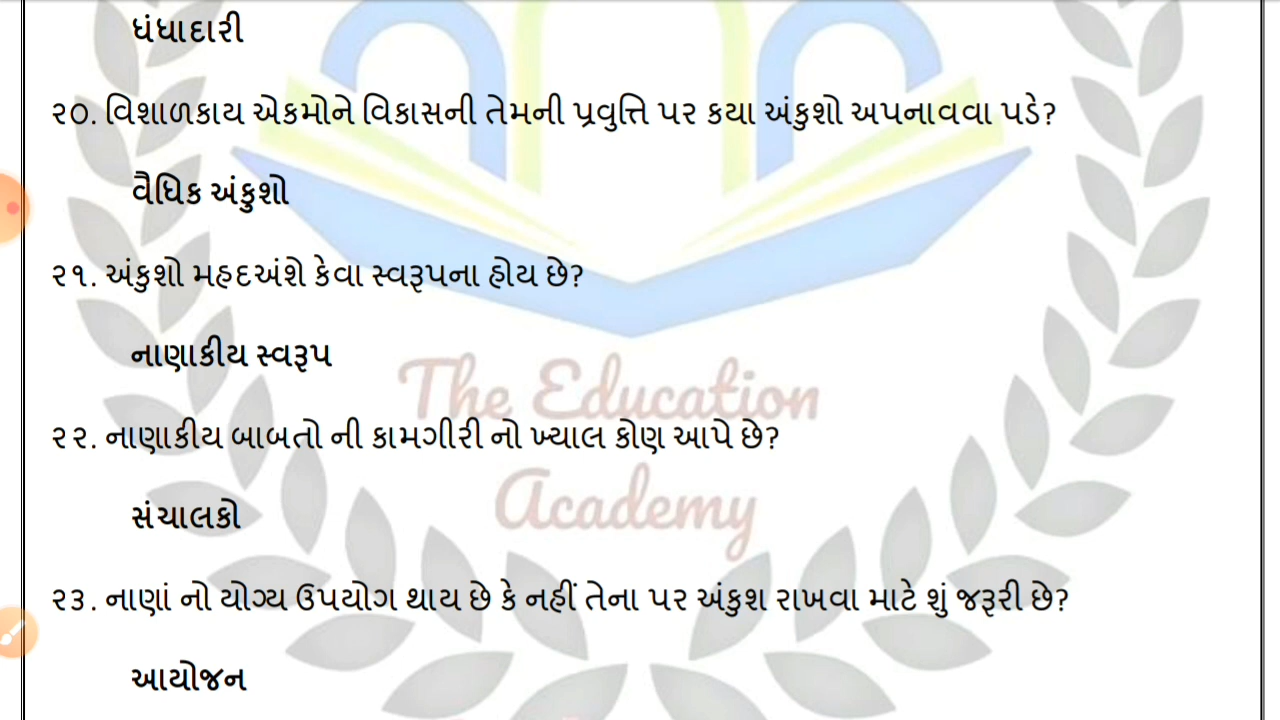 ધંધાદારી
૨૦. વિશાળકાય એકમોને વિકાસની તેમની પ્રવુત્તિ પર કયા અંકુશો અપનાવવા પડે?
વૈધિક અંકુશો
૨૧. અંકુશો મહદઅંશે કેવા સ્વરૂપના હોય છે?
નાણાકીય સ્વરૂપ
The Education
૨૨. નાણાકીય બાબતો ની કામગીરી નો ખ્યાલ કોણ આપે છે?
Academy
સંચાલકો
૨૩. નાણાં નો યોગ્ય ઉપયોગ થાય છે કે નહીં તેના પર અંકુશ રાખવા માટે શું જરૂરી છે?
આયોજન